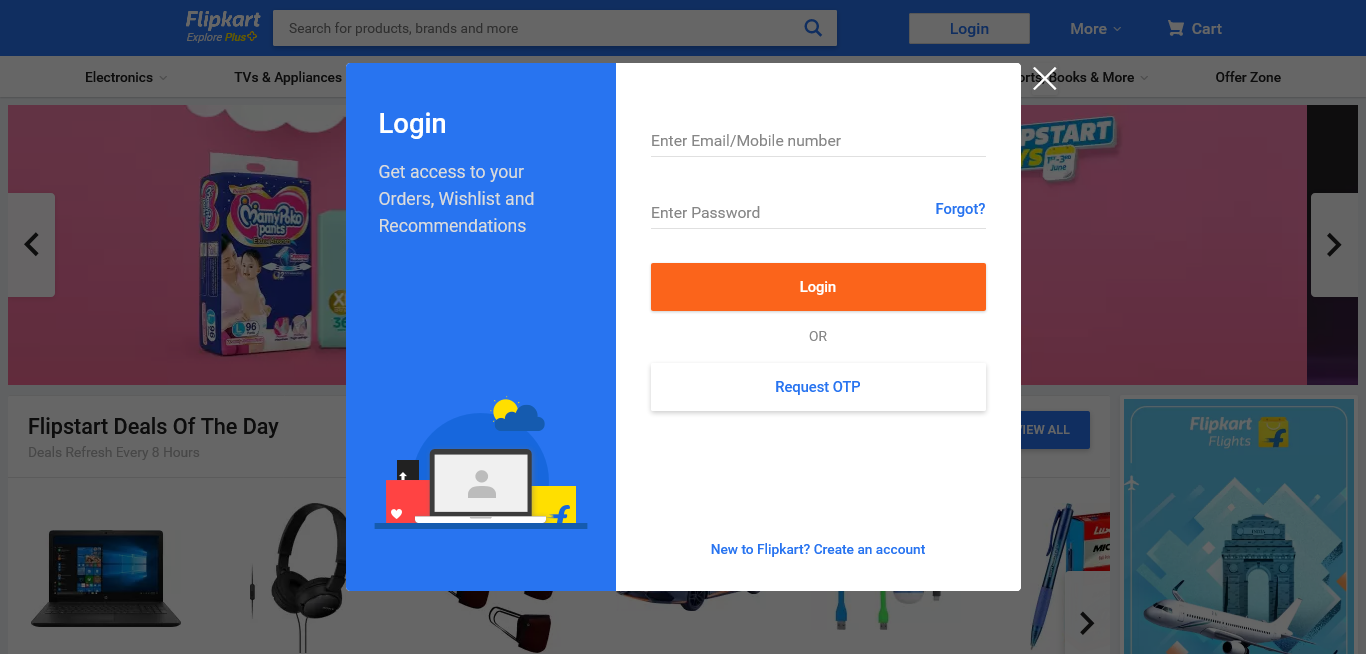 Flipkart
Explore Plus
Search for products, brands and more
Login
More
Cart
Electronics
TVs & Appliances
Books & More
Offer Zone
Login
Get access to your
Orders, Wishlist and
Recommendations
Enter Email/Mobile number
Enter Password
Forgot?
Login
OR
Request OTP
New to Flipkart? Create an account
MamyPoko
pants
L 96
1st-3rd
June
Flipstart Deals Of The Day
Deals Refresh Every 8 Hours
VIEW ALL
Flipkart
Flights